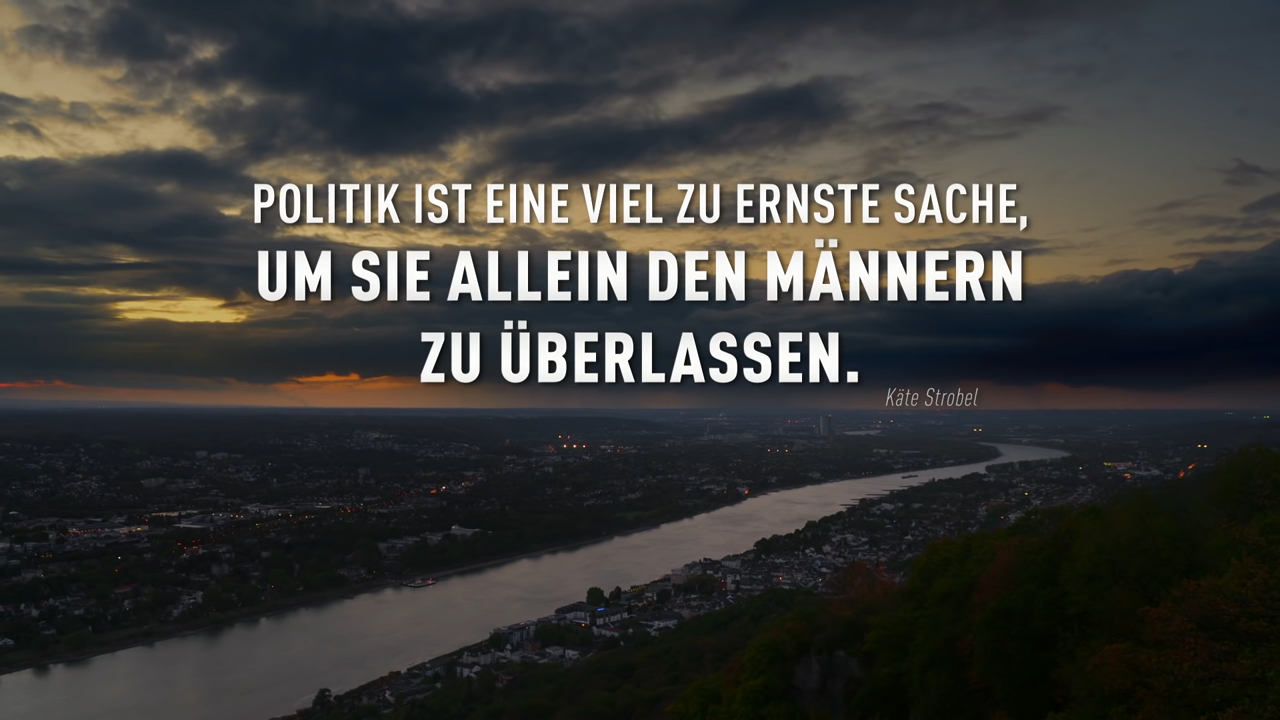 POLITIK IST EINE VIEL ZU ERNSTE SACHE,
UM SIE ALLEIN DEN MÄNNERN
ZU ÜBERLASSEN.
Käte Strobel